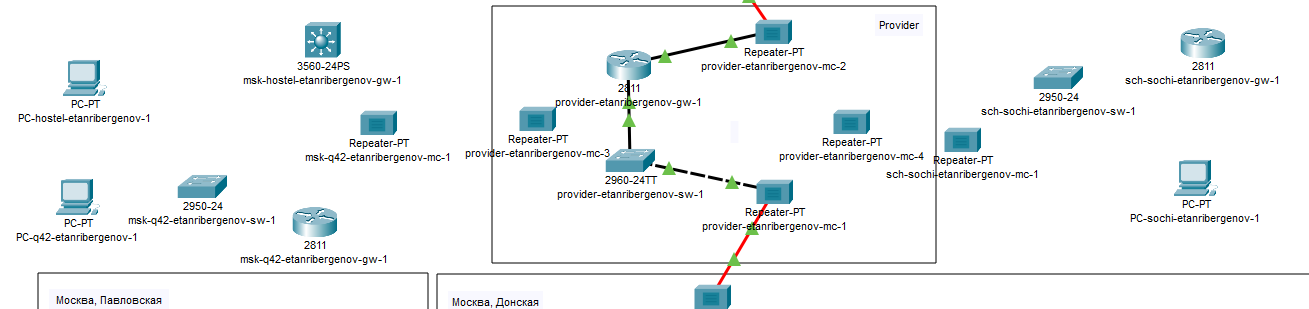 Provider
3560-24PS
msk-hostel-etanribergenov-gw-1
PC-PT
PC-hostel-etanribergenov-1
Repeater-PT
msk-q42-etanribergenov-mc-1
2950-24
msk-q42-etanribergenov-sw-1
PC-PT
PC-q42-etanribergenov-1
2811
msk-q42-etanribergenov-gw-1
Repeater-PT
provider-etanribergenov-mc-2
2811
provider-etanribergenov-gw-1
Repeater-PT
provider-etanribergenov-mc-3
Repeater-PT
provider-etanribergenov-mc-4
2960-24TT
provider-etanribergenov-sw-1
Repeater-PT
provider-etanribergenov-mc-1
2811
sch-sochi-etanribergenov-gw-1
2950-24
sch-sochi-etanribergenov-sw-1
Repeater-PT
sch-sochi-etanribergenov-mc-1
PC-PT
PC-sochi-etanribergenov-1
Москва, Павловская
Москва, Донская